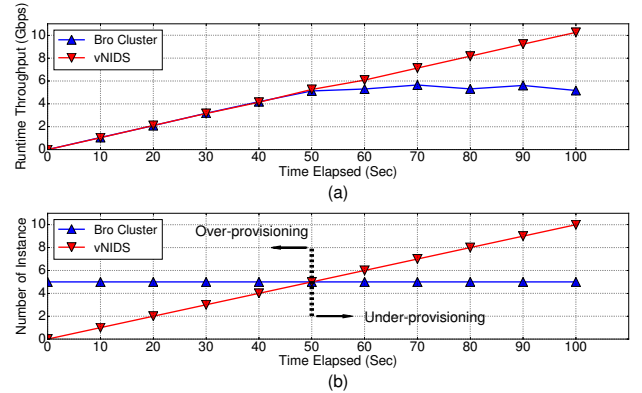 Runtime Throughput (Gbps)
10
8
6
4
2
0
Bro Cluster
vNIDS
0 10 20 30 40 50 60 70 80 90 100
Time Elapsed (Sec)
(a)
Number of Instance
10
8
6
4
2
0
Bro Cluster
vNIDS
Over-provisioning
Under-provisioning
0 10 20 30 40 50 60 70 80 90 100
Time Elapsed (Sec)
(b)